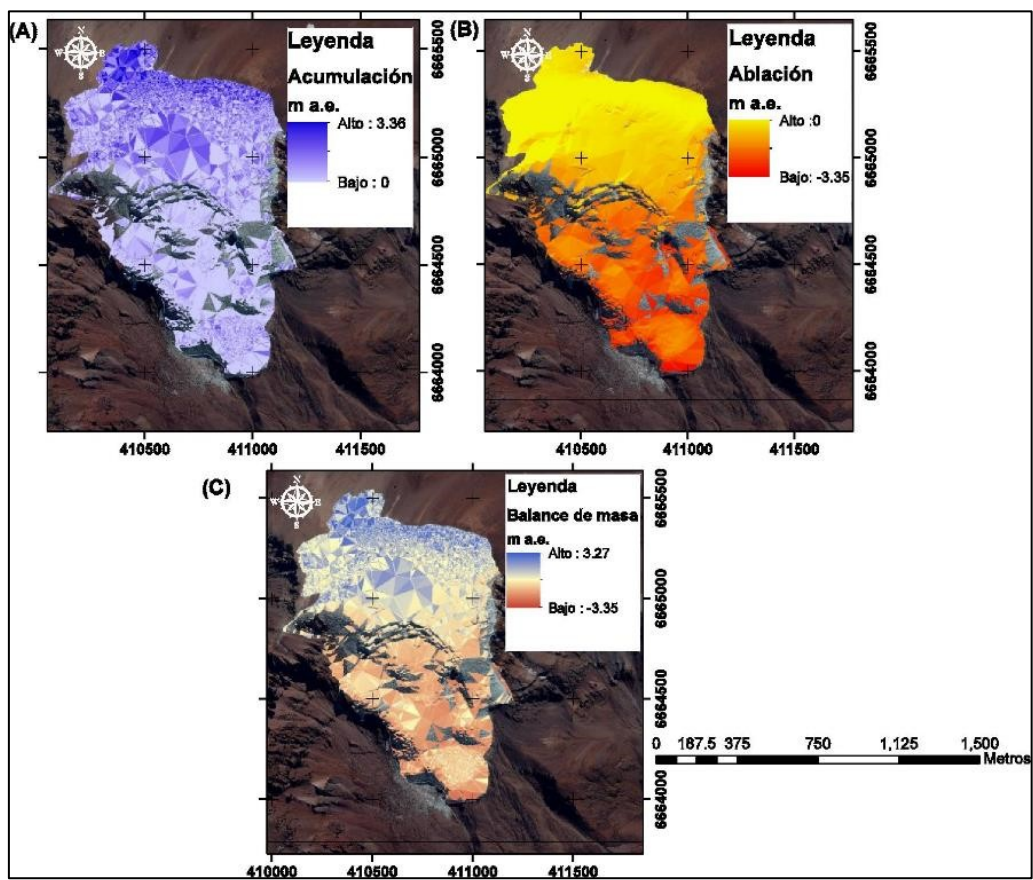 (A)
N
W E
S
Leyenda
Acumulación
m a.e.
Alto : 3.36
Bajo : 0
6665500
6665000
6664500
6664000
410500
411000
411500
(B)
N
W E
S
Leyenda
Ablación
m a.e.
Alto :0
Bajo: -3.35
6665500
6665000
6664500
6664000
410500
411000
411500
(C)
N
W E
S
Leyenda
Balance de masa
m a.e.
Alto : 3.27
Bajo : -3.35
6665500
6665000
6664500
6664000
410000
410500
411000
411500
0 187.5 375 750 1,125 1,500
Metros